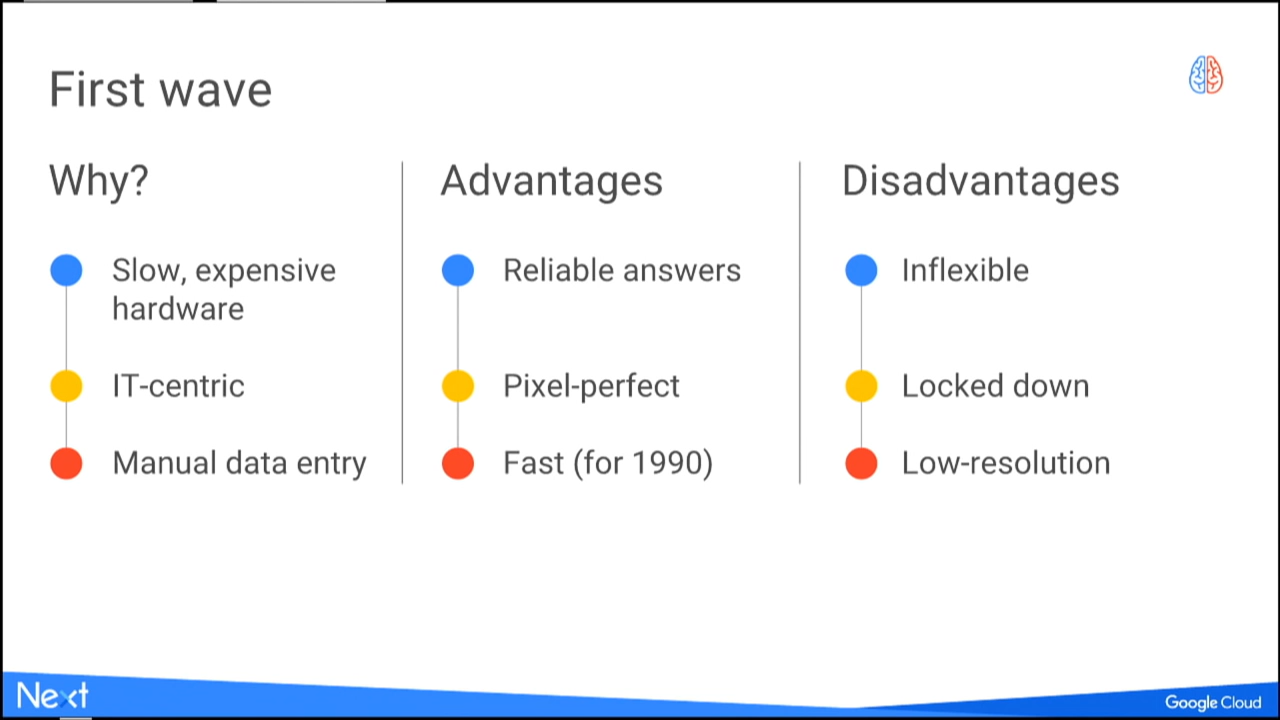 First wave
Why?
Slow, expensive
hardware
IT-centric
Manual data entry
Advantages
Reliable answers
Pixel-perfect
Fast (for 1990)
Disadvantages
Inflexible
Locked down
Low-resolution
Next
Google Cloud